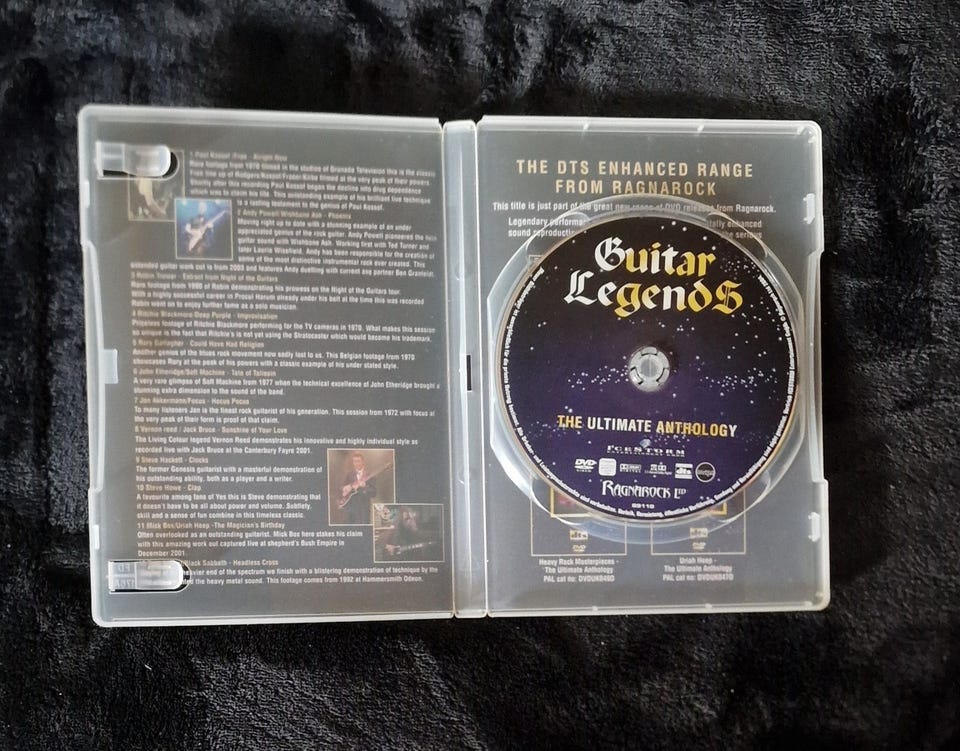 1 Paul Kossof /Free - Alright Now
Rare footage from 1970 filmed in the studios of Granada Television this is the classic
Free line up of Rodgers/Kossof/Fraser/Kirke filmed at the very peak of their powers.
Shortly after this recording Paul Kossof began the decline into drug dependence
which was to claim his life. This outstanding example of his brilliant live technique
is a lasting testament to the genius of Paul Kossof.
2 Andy Powell/Wishbone Ash - Phoenix
Moving right up to date with a stunning example of an under
appreciated genius of the rock guitar. Andy Powell pioneered the twin
guitar sound with Wishbone Ash. Working first with Ted Turner and
later Laurie Wisefield. Andy has been responsible for the creation of
some of the most distinctive instrumental rock ever created. This
extended guitar work out is from 2003 and features Andy duelling with current axe partner Ben Granfelt.
3 Robin Trower - Extract from Night of the Guitars
Rare footage from 1990 of Robin demonstrating his prowess on the Night of the Guitars tour.
With a highly successful career in Procul Harum already under his belt at the time this was recorded
Robin went on to enjoy further fame as a solo musician.
4 Ritchie Blackmore/Deep Purple - Improvisation
Priceless footage of Ritchie Blackmore performing for the TV cameras in 1970. What makes this session
so unique is the fact that Ritchie's is not yet using the Stratocaster which would become his trademark.
5 Rory Gallagher - Could Have Had Religion
Another genius of the blues rock movement now sadly lost to us. This Belgian footage from 1970
showcases Rory at the peak of his powers with a classic example of his under stated style.
6 John Etheridge/Soft Machine - Tale of Taliesin
A very rare glimpse of Soft Machine from 1977 when the technical excellence of John Etheridge brought a
stunning extra dimension to the sound of the band.
7 Jan Akkermann/Focus - Hocus Pocus
To many listeners Jan is the finest rock guitarist of his generation. This session from 1972 with focus at
the very peak of their form is proof of that claim.
8 Vernon reed / Jack Bruce - Sunshine of Your Love
The Living Colour legend Vernon Reed demonstrates his innovative and highly individual style as
recorded live with Jack Bruce at the Canterbury Fayre 2001.
9 Steve Hackett - Clocks
The former Genesis guitarist with a masterful demonstration of
his outstanding ability, both as a player and a writer.
10 Steve Howe - Clap
A favourite among fans of Yes this is Steve demonstrating that
it doesn't have to be all about power and volume. Subtlety,
skill and a sense of fun combine in this timeless classic.
11 Mick Box/Uriah Heep -The Magician's Birthday
Often overlooked as an outstanding guitarist. Mick Box here stakes his claim
with this amazing work out captured live at shepherd's Bush Empire in
December 2001.
Black Sabbath - Headless Cross
heavier end of the spectrum we finish with a blistering demonstration of technique by the
the heavy metal sound. This footage comes from 1992 at Hammersmith Odeon.
THE DTS ENHANCED RANGE
FROM RAGNAROCK
This title is just part of the great new range of DVD releases from Ragnarock.
Legendary
sound
the serious
Guitar
Legends
THE ULTIMATE ANTHOLOGY
DVD
VIDEO
dts
RAGNAROCK LTD
Heavy Rock Masterpieces -
The Ultimate Anthology
PAL cat no: DVDUK046D
Uriah Heep -
The Ultimate Anthology
PAL cat no: DVDUK047D